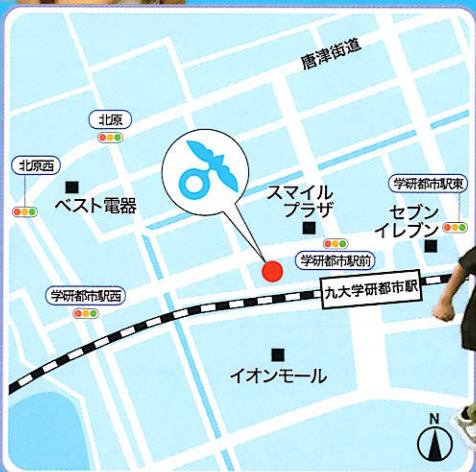 唐津街道
北原
北原西
ベスト電器
スマイル
プラザ
学研都市駅東
セブン
イレブン
学研都市駅前
学研都市駅西
九大学研都市駅
イオンモール
N